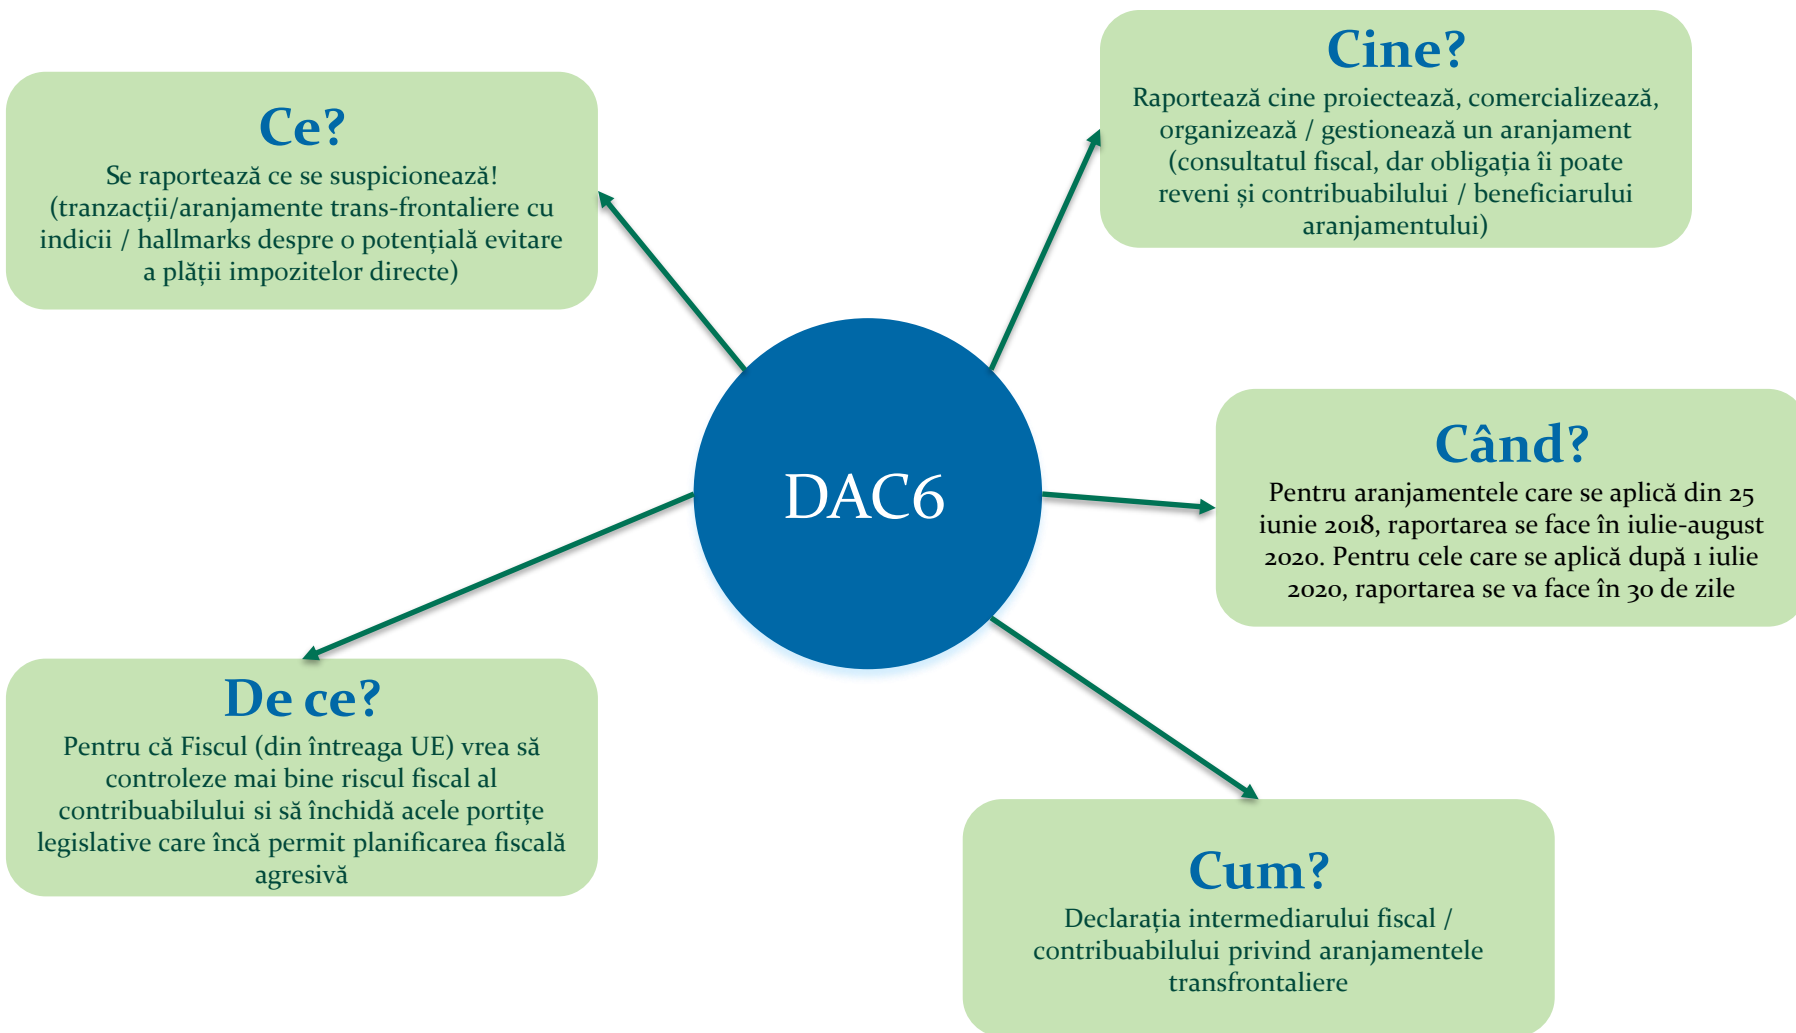 Ce?
Se raportează ce se suspicionează!
(tranzacții/aranjamente trans-frontaliere cu
indicii / hallmarks despre o potențială evitare
a plății impozitelor directe)
Cine?
Raportează cine proiectează, comercializează,
organizează / gestionează un aranjament
(consultatul fiscal, dar obligația îi poate
reveni și contribuabilului / beneficiarului
aranjamentului)
DAC6
Când?
Pentru aranjamentele care se aplică din 25
iunie 2018, raportarea se face în iulie-august
2020. Pentru cele care se aplică după 1 iulie
2020, raportarea se va face în 30 de zile
De ce?
Pentru că Fiscul (din întreaga UE) vrea să
controleze mai bine riscul fiscal al
contribuabilului si să închidă acele portițe
legislative care încă permit planificarea fiscală
agresivă
Cum?
Declarația intermediarului fiscal /
contribuabilului privind aranjamentele
transfrontaliere